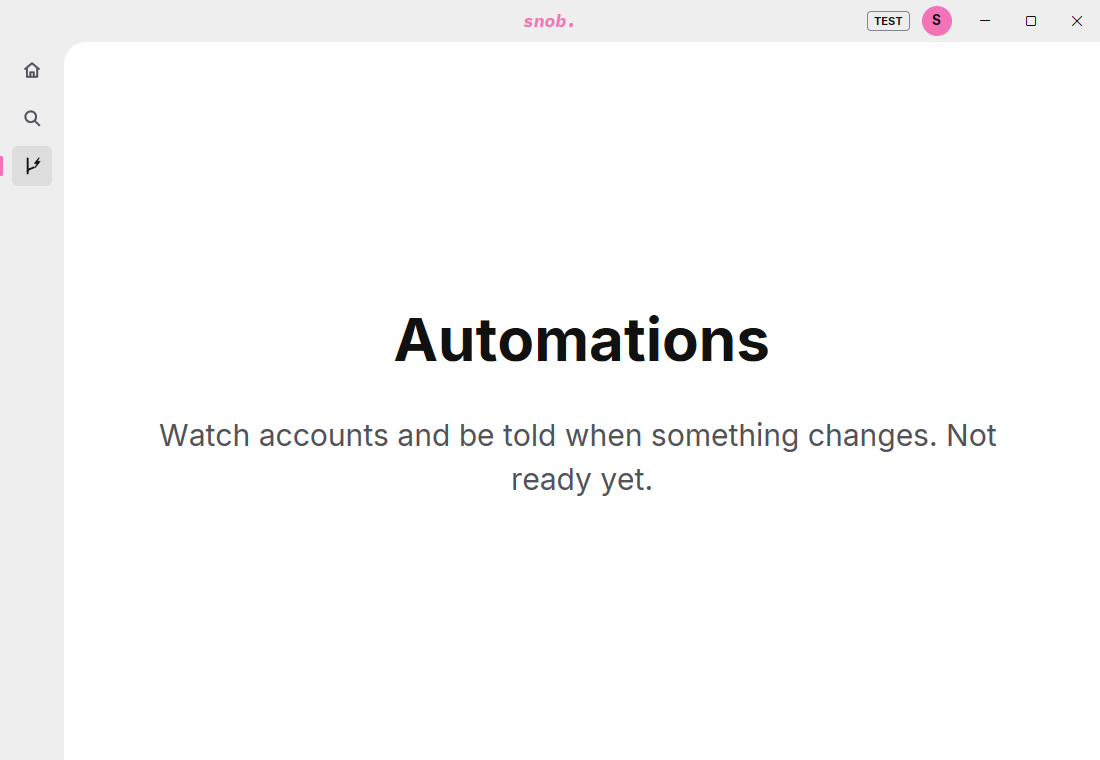 snob.
TEST
S
Automations
Watch accounts and be told when something changes. Not
ready yet.